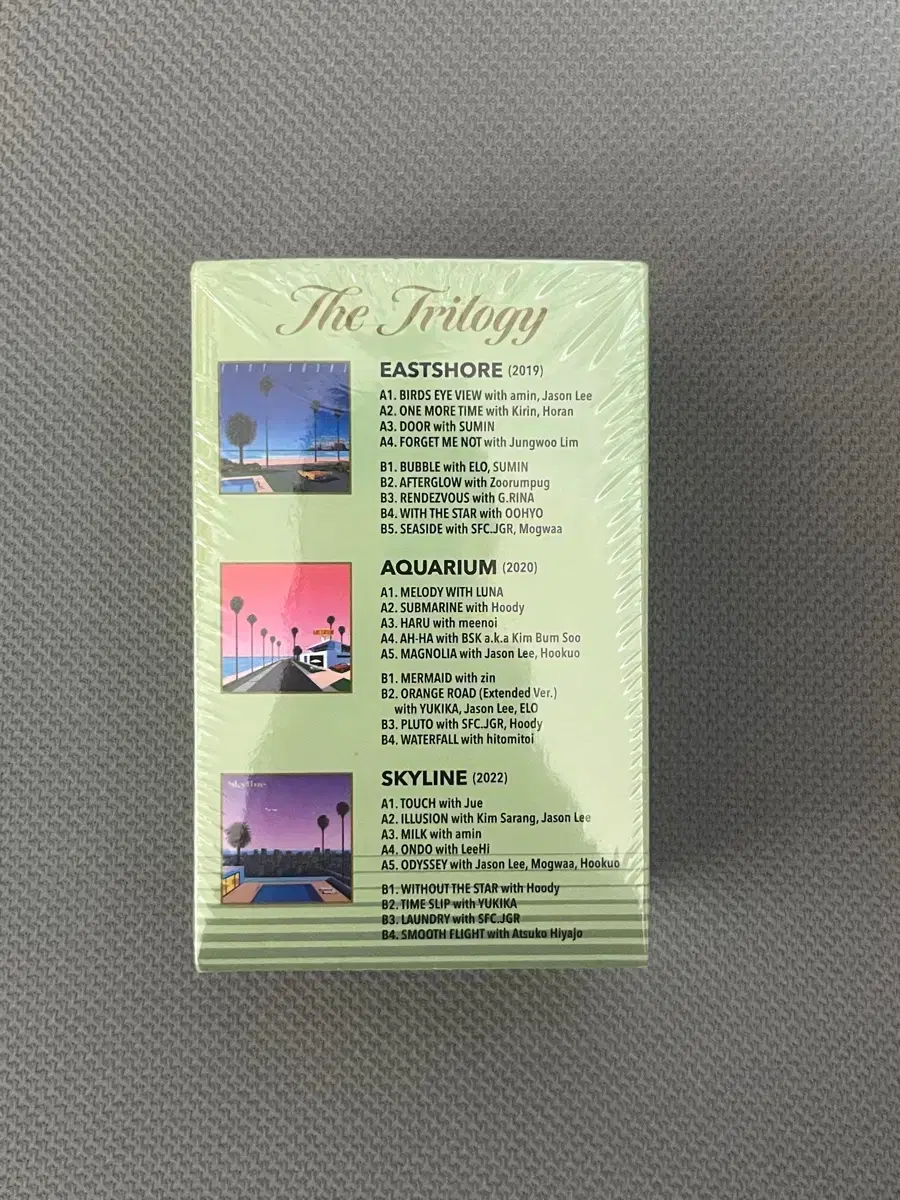 The Trilogy
EASTSHORE (2019)
A1. BIRDS EYE VIEW with amin, Jason Lee
A2. ONE MORE TIME with Kirin, Horan
A3. DOOR with SUMIN
A4. FORGET ME NOT with Jungwoo Lim
B1. BUBBLE with ELO, SUMIN
B2. AFTERGLOW with Zoorumpug
B3. RENDEZVOUS with G.RINA
B4. WITH THE STAR with OOHYO
B5. SEASIDE with SFC.JGR, Mogwaa
AQUARIUM (2020)
A1. MELODY WITH LUNA
A2. SUBMARINE with Hoody
A3. HARU with meenoi
A4. AH-HA with BSK a.k.a Kim Bum Soo
A5. MAGNOLIA with Jason Lee, Hookuo
B1. MERMAID with zin
B2. ORANGE ROAD (Extended Ver.)
with YUKIKA, Jason Lee, ELO
B3. PLUTO with SFC.JGR, Hoody
B4. WATERFALL with hitomitoi
Skyline
SKYLINE (2022)
A1. TOUCH with Jue
A2. ILLUSION with Kim Sarang, Jason Lee
A3. MILK with amin
A4. ONDO with LeeHi
A5. ODYSSEY with Jason Lee, Mogwaa, Hookuo
B1. WITHOUT THE STAR with Hoody
B2. TIME SLIP with YUKIKA
B3. LAUNDRY with SFC.JGR
B4. SMOOTH FLIGHT with Atsuko Hiyajo